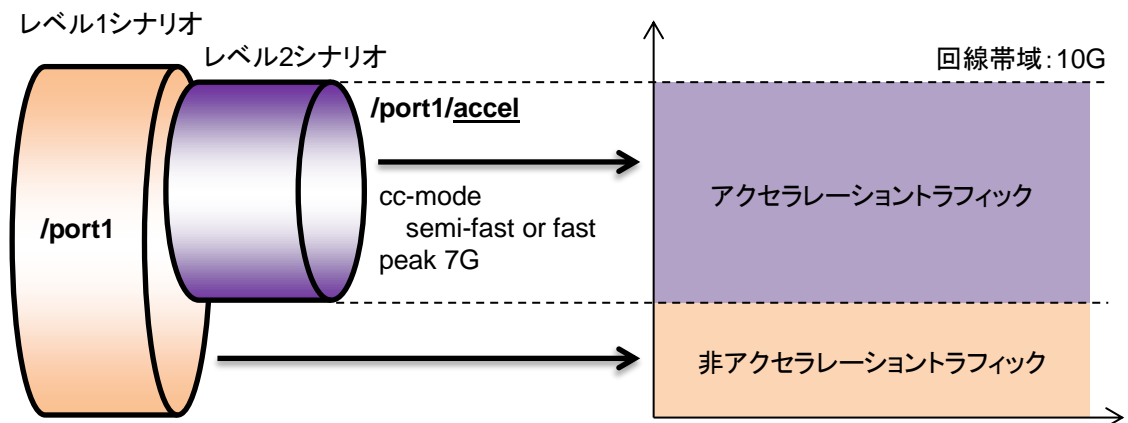 レベル1シナリオ
レベル2シナリオ
回線帯域：10G
/port1/accel
アクセラレーショントラフィック
cc-mode
semi-fast or fast
peak 7G
/port1
非アクセラレーショントラフィック